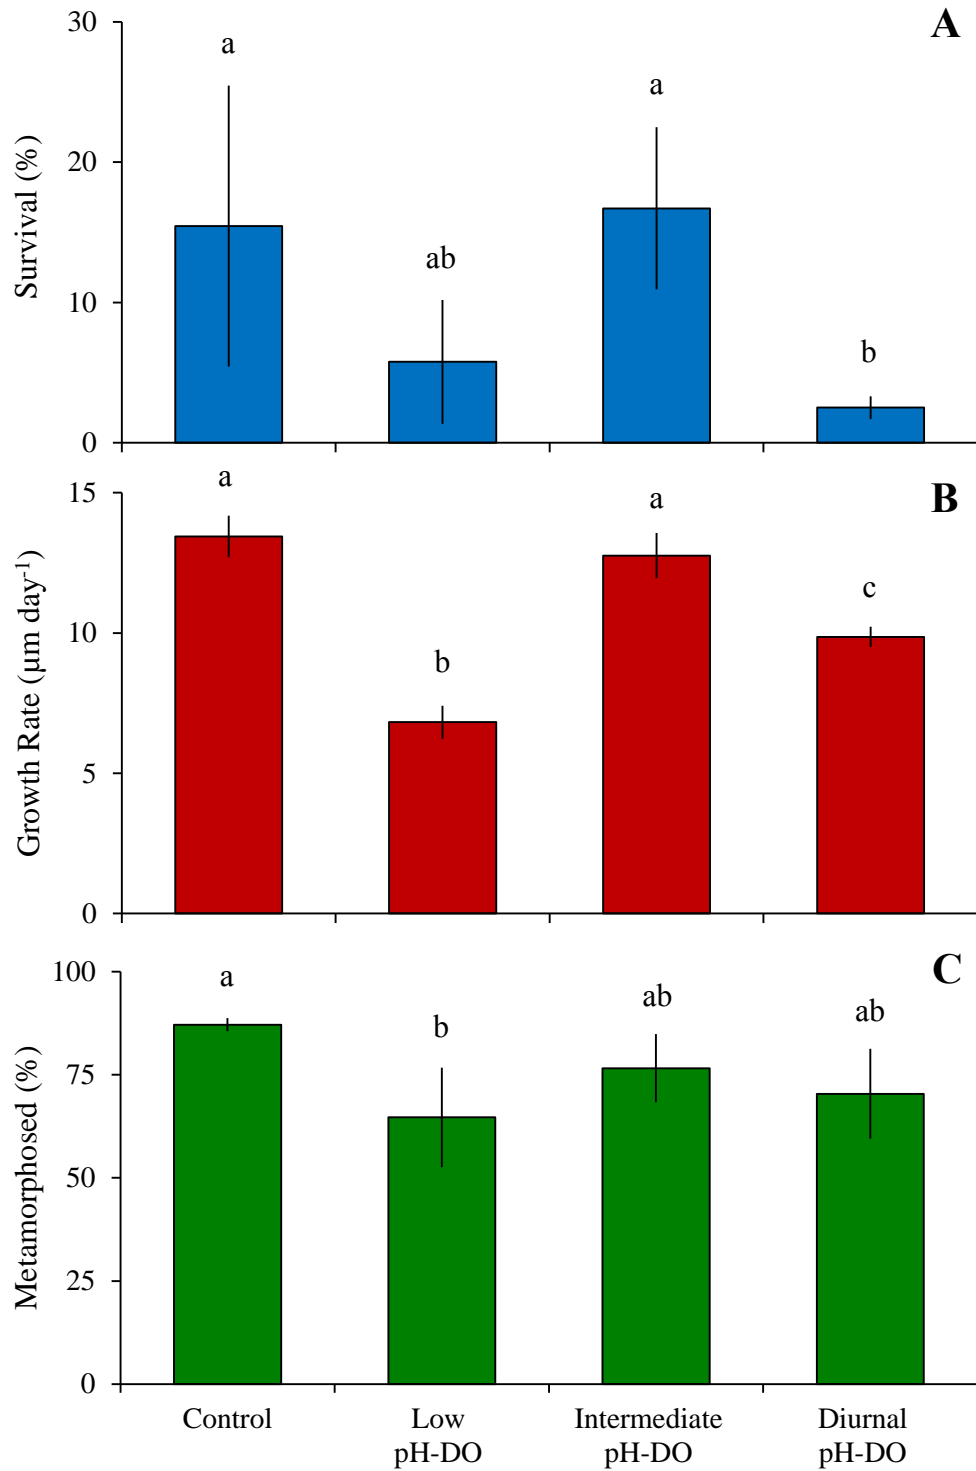 A
30
20
10
0
Survival (%)
a
ab
a
b
B
15
10
5
0
Growth Rate (µm day⁻¹)
a
b
a
c
C
100
75
50
25
0
Metamorphosed (%)
a
b
ab
ab
Control
Low
pH-DO
Intermediate
pH-DO
Diurnal
pH-DO